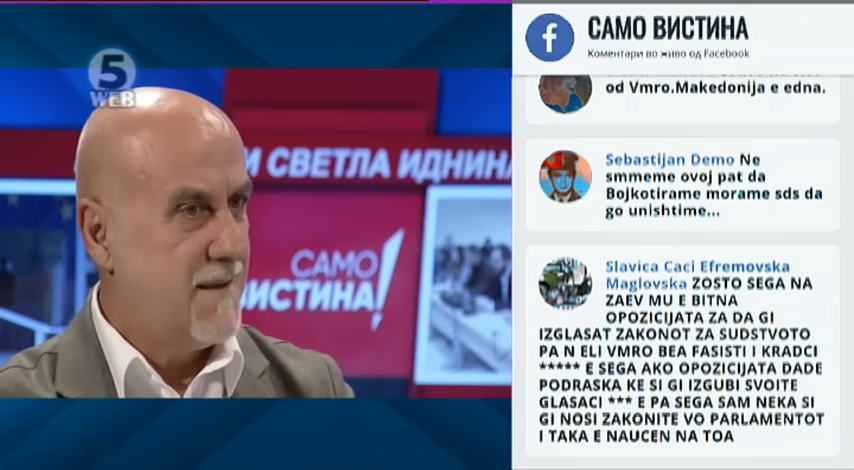 5
WEB
И СВЕТЛА ИДНИНА
САМО
ВИСТИНА!
f
САМО ВИСТИНА
Коментари во живо од Facebook
od Vmro.Makedonija e edna.
Sebastijan Demo Ne
smmeme ovoj pat da
Bojkotirame morame sds da
go unishtime...
Slavica Caci Efremovska
Maglovska ZOSTO SEGA NA
ZAEV MU E BITNA
OPOZICIJATA ZA DA GI
IZGLASAT ZAKONOT ZA SUDSTVOTO
PA N ELI VMRO BEA FASISTI I KRADCI
***** E SEGA AKO OPOZICIJATA DADE
PODRASKA KE SI GI IZGUBI SVOITE
GLASACI *** E PA SEGA SAM NEKA SI
GI NOSI ZAKONITE VO PARLAMENTOT
I TAKA E NAUCEN NA TOA